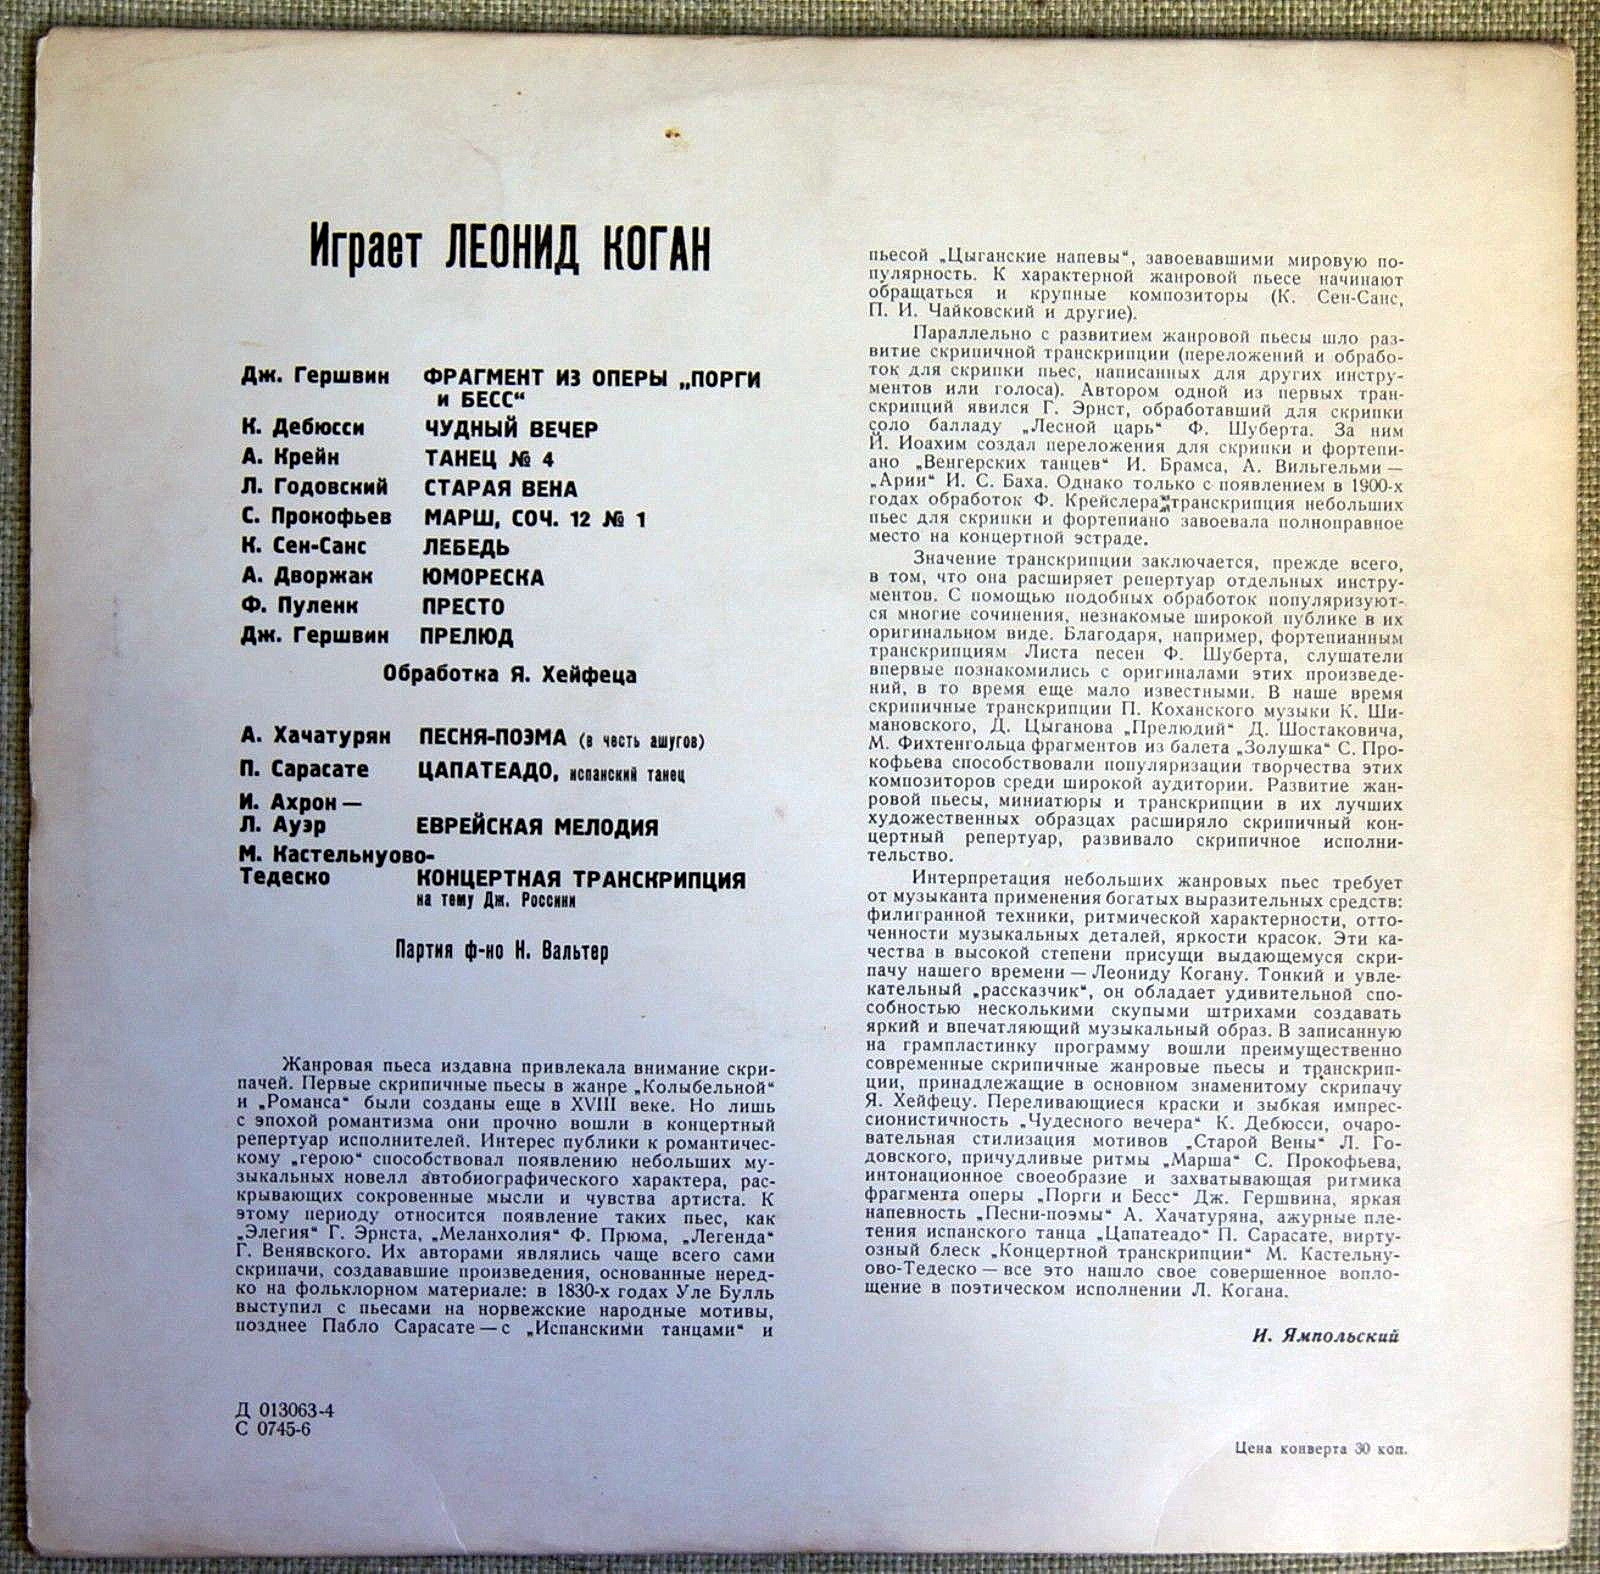 Играет ЛЕОНИД КОГАН
Дж. Гершвин ФРАГМЕНТ ИЗ ОПЕРЫ „ПОРГИ
и БЕСС“
К. Дебюсси ЧУДНЫЙ ВЕЧЕР
А. Крейн ТАНЕЦ № 4
Л. Годовский СТАРАЯ ВЕНА
С. Прокофьев МАРШ, СОЧ. 12 № 1
К. Сен-Санс ЛЕБЕДЬ
А. Дворжак ЮМОРЕСКА
Ф. Пуленк ПРЕСТО
Дж. Гершвин ПРЕЛЮД
Обработка Я. Хейфеца
А. Хачатурян ПЕСНЯ-ПОЭМА (в честь ашугов)
П. Сарасате ЦАПАТЕАДО, испанский танец
И. Ахрон —
Л. Ауэр ЕВРЕЙСКАЯ МЕЛОДИЯ
М. Кастельнуово-
Тедеско КОНЦЕРТНАЯ ТРАНСКРИПЦИЯ
на тему Дж. Россини
Партия ф-но Н. Вальтер
Жанровая пьеса издавна привлекала внимание скри-
пачей. Первые скрипичные пьесы в жанре „Колыбельной“
и „Романса“ были созданы еще в XVIII веке. Но лишь
с эпохой романтизма они прочно вошли в концертный
репертуар исполнителей. Интерес публики к романтичес-
кому „герою“ способствовал появлению небольших му-
зыкальных новелл автобиографического характера, рас-
крывающих сокровенные мысли и чувства артиста. К
этому периоду относится появление таких пьес, как
„Элегия“ Г. Эрнста, „Меланхолия“ Ф. Прюма, „Легенда“
Г. Венявского. Их авторами являлись чаще всего сами
скрипачи, создававшие произведения, основанные неред-
ко на фольклорном материале: в 1830-х годах Уле Булль
выступил с пьесами на норвежские народные мотивы,
позднее Пабло Сарасате — с „Испанскими танцами“ и
пьесой „Цыганские напевы“, завоевавшими мировую по-
пулярность. К характерной жанровой пьесе начинают
обращаться и крупные композиторы (К. Сен-Санс,
П. И. Чайковский и другие).
Параллельно с развитием жанровой пьесы шло раз-
витие скрипичной транскрипции (переложений и обрабо-
ток для скрипки пьес, написанных для других инстру-
ментов или голоса). Автором одной из первых тран-
скрипций явился Г. Эрнст, обработавший для скрипки
соло балладу „Лесной царь“ Ф. Шуберта. За ним
Й. Иоахим создал переложения для скрипки и фортепи-
ано „Венгерских танцев“ И. Брамса, А. Вильгельми —
„Арии“ И. С. Баха. Однако только с появлением в 1900-х
годах обработок Ф. Крейслера транскрипция небольших
пьес для скрипки и фортепиано завоевала полноправное
место на концертной эстраде.
Значение транскрипции заключается, прежде всего,
в том, что она расширяет репертуар отдельных инстру-
ментов. С помощью подобных обработок популяризуют-
ся многие сочинения, незнакомые широкой публике в их
оригинальном виде. Благодаря, например, фортепианным
транскрипциям Листа песен Ф. Шуберта, слушатели
впервые познакомились с оригиналами этих произведе-
ний, в то время еще мало известными. В наше время
скрипичные транскрипции П. Коханского музыки К. Ши-
мановского, Д. Цыганова „Прелюдий“ Д. Шостаковича,
М. Фихтенгольца фрагментов из балета „Золушка“ С. Про-
кофьева способствовали популяризации творчества этих
композиторов среди широкой аудитории. Развитие жан-
ровой пьесы, миниатюры и транскрипции в их лучших
художественных образцах расширяло скрипичный кон-
цертный репертуар, развивало скрипичное исполни-
тельство.
Интерпретация небольших жанровых пьес требует
от музыканта применения богатых выразительных средств:
филигранной техники, ритмической характерности, отто-
ченности музыкальных деталей, яркости красок. Эти ка-
чества в высокой степени присущи выдающемуся скри-
пачу нашего времени — Леониду Когану. Тонкий и увле-
кательный „рассказчик“, он обладает удивительной спо-
собностью несколькими скупыми штрихами создавать
яркий и впечатляющий музыкальный образ. В записанную
на грампластинку программу вошли преимущественно
современные скрипичные жанровые пьесы и транскрип-
ции, принадлежащие в основном знаменитому скрипачу
Я. Хейфецу. Переливающиеся краски и зыбкая импрес-
сионистичность „Чудесного вечера“ К. Дебюсси, очаро-
вательная стилизация мотивов „Старой Вены“ Л. Го-
довского, причудливые ритмы „Марша“ С. Прокофьева,
интонационное своеобразие и захватывающая ритмика
фрагмента оперы „Порги и Бесс“ Дж. Гершвина, яркая
напевность „Песни-поэмы“ А. Хачатуряна, ажурные пле-
тения испанского танца „Цапатеадо“ П. Сарасате, вирту-
озный блеск „Концертной транскрипции“ М. Кастельну-
ово-Тедеско — все это нашло свое совершенное вопло-
щение в поэтическом исполнении Л. Когана.
И. Ямпольский
Д 013063-4
С 0745-6
Цена конверта 30 коп.